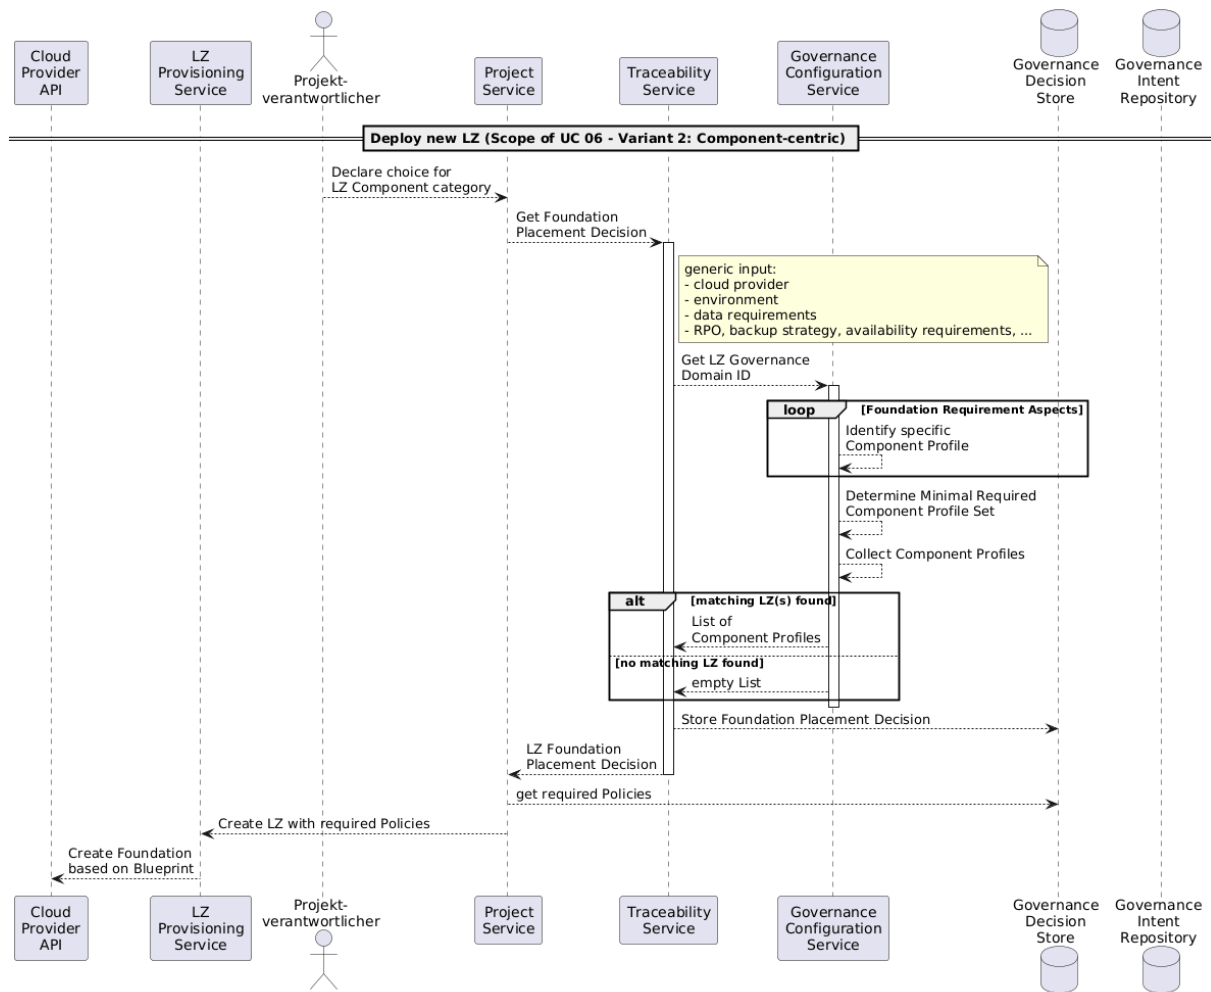 Cloud
Provider
API
LZ
Provisioning
Service
Projekt-
verantwortlicher
Project
Service
Traceability
Service
Governance
Configuration
Service
Governance
Decision
Store
Governance
Intent
Repository
Deploy new LZ (Scope of UC 06 - Variant 2: Component-centric)
Declare choice for
LZ Component category
Get Foundation
Placement Decision
generic input:
- cloud provider
- environment
- data requirements
- RPO, backup strategy, availability requirements, ...
Get LZ Governance
Domain ID
loop [Foundation Requirement Aspects]
Identify specific
Component Profile
Determine Minimal Required
Component Profile Set
Collect Component Profiles
alt [matching LZ(s) found]
List of
Component Profiles
[no matching LZ found]
empty List
Store Foundation Placement Decision
LZ Foundation
Placement Decision
get required Policies
Create LZ with required Policies
Create Foundation
based on Blueprint
Cloud
Provider
API
LZ
Provisioning
Service
Projekt-
verantwortlicher
Project
Service
Traceability
Service
Governance
Configuration
Service
Governance
Decision
Store
Governance
Intent
Repository